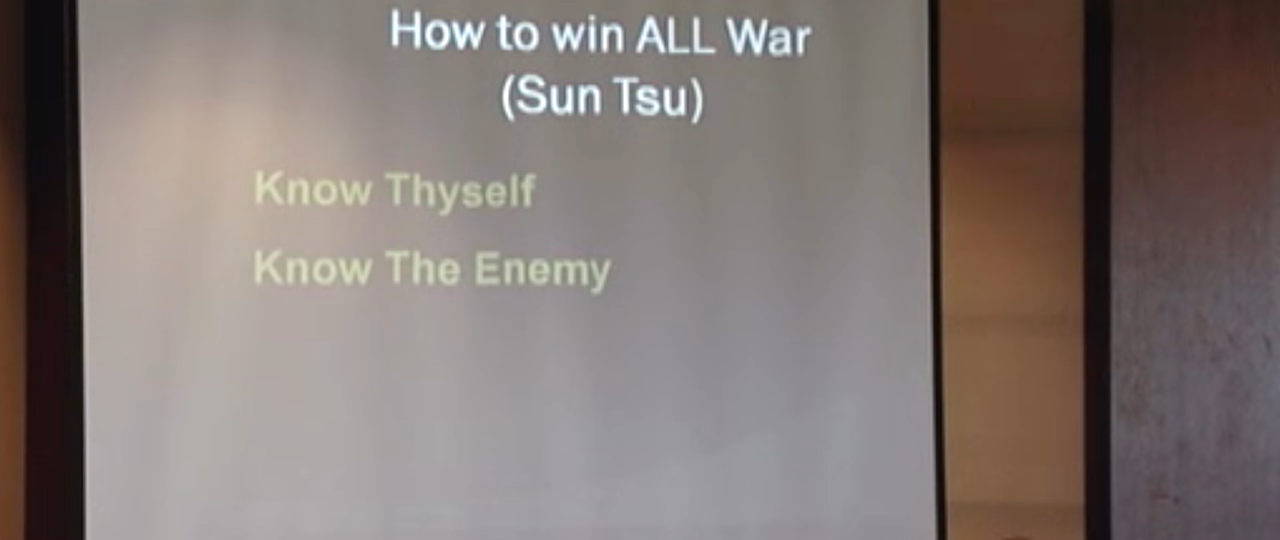 How to win ALL War
(Sun Tsu)
Know Thyself
Know The Enemy